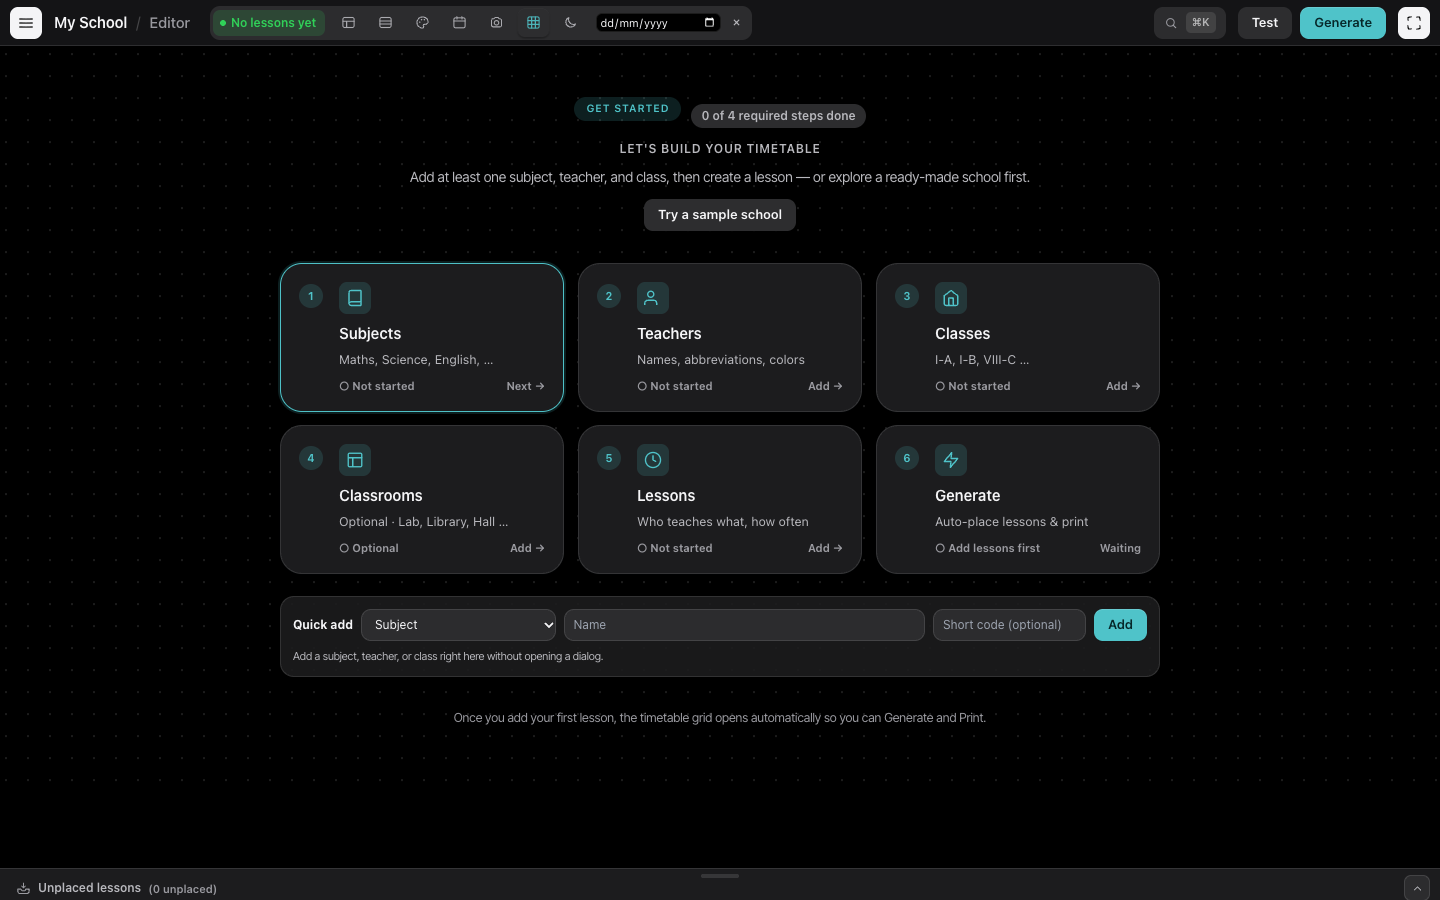 My School / Editor
No lessons yet
dd/mm/yyyy
×
⌘K
Test
Generate
GET STARTED
0 of 4 required steps done
LET'S BUILD YOUR TIMETABLE
Add at least one subject, teacher, and class, then create a lesson — or explore a ready-made school first.
Try a sample school
1
Subjects
Maths, Science, English, ...
Not started
Next →
2
Teachers
Names, abbreviations, colors
Not started
Add →
3
Classes
I-A, I-B, VIII-C ...
Not started
Add →
4
Classrooms
Optional · Lab, Library, Hall ...
Optional
Add →
5
Lessons
Who teaches what, how often
Not started
Add →
6
Generate
Auto-place lessons & print
Add lessons first
Waiting
Quick add
Subject
Name
Short code (optional)
Add
Add a subject, teacher, or class right here without opening a dialog.
Once you add your first lesson, the timetable grid opens automatically so you can Generate and Print.
Unplaced lessons (0 unplaced)